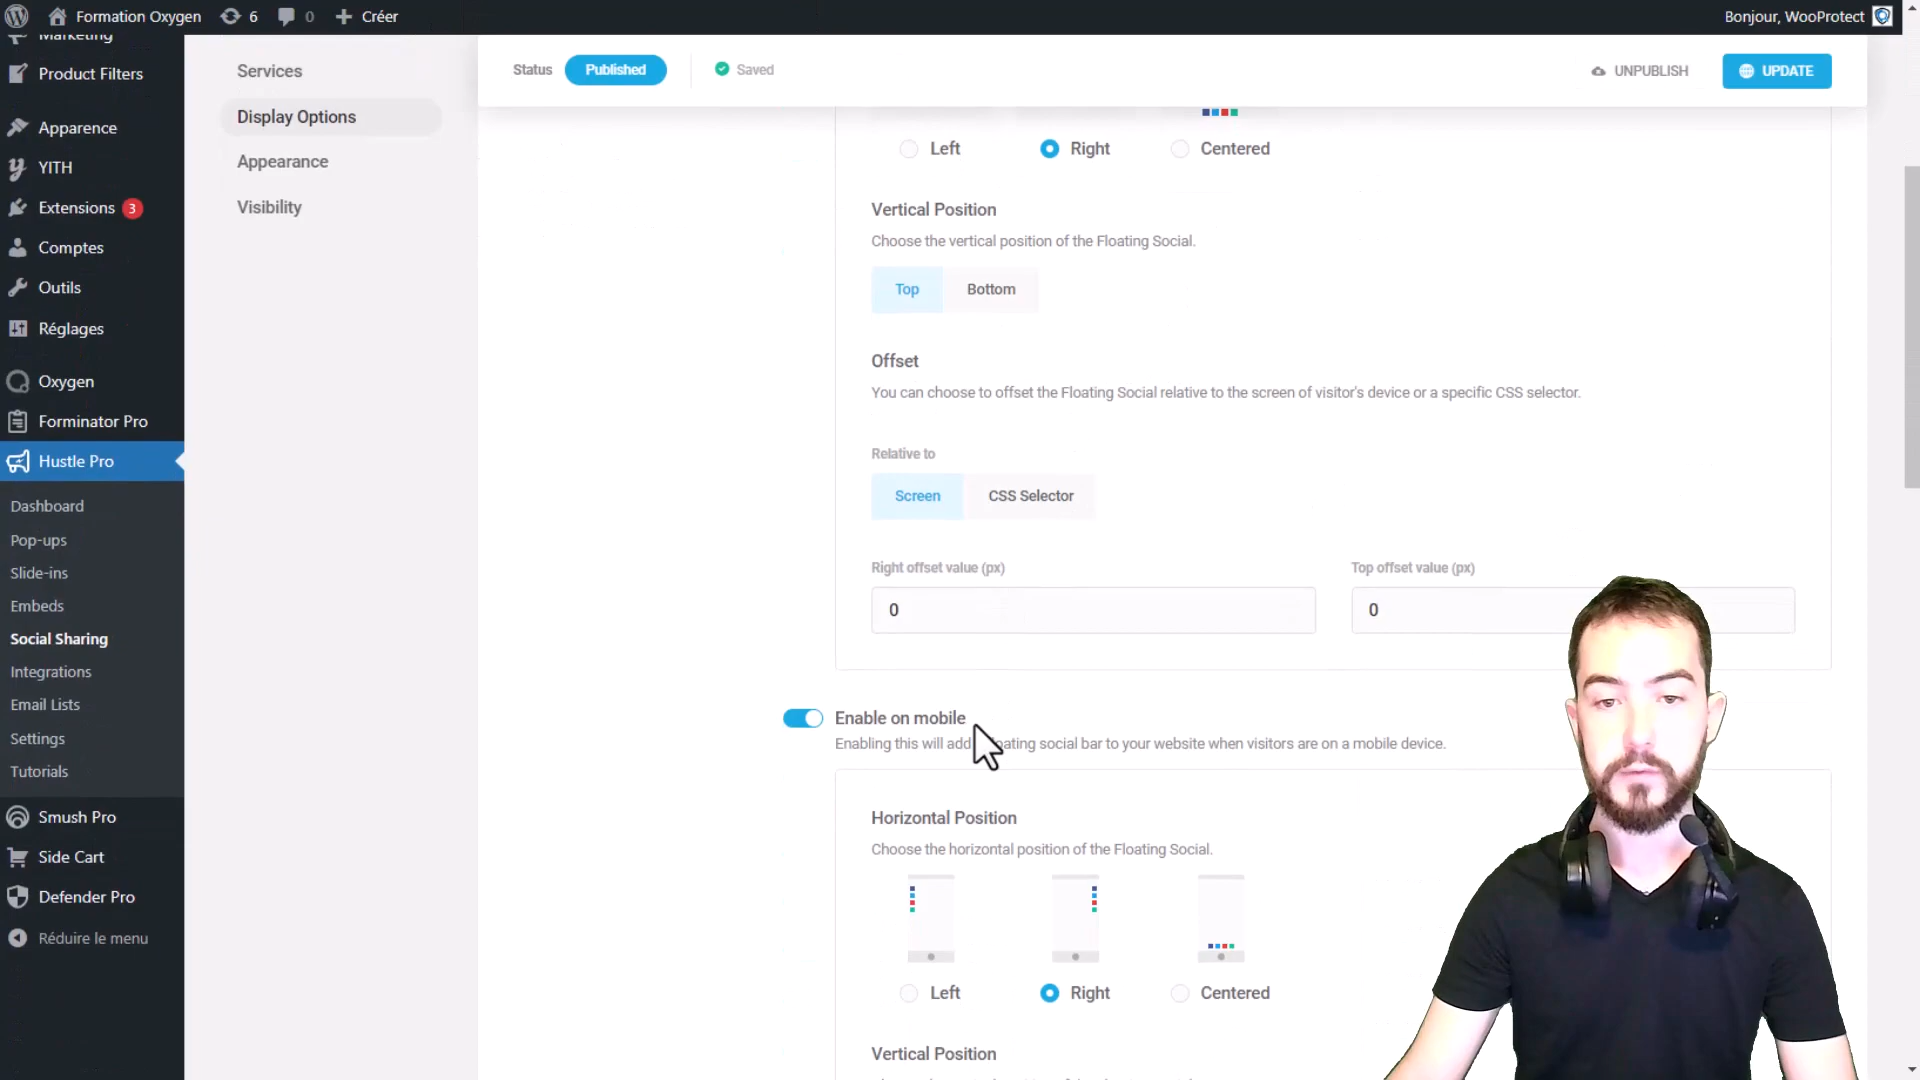 Formation Oxygen 6 0 Créer Bonjour, WooProtect
Marketing
Product Filters
Apparence
YITH
Extensions 3
Comptes
Outils
Réglages
Oxygen
Forminator Pro
Hustle Pro
Dashboard
Pop-ups
Slide-ins
Embeds
Social Sharing
Integrations
Email Lists
Settings
Tutorials
Smush Pro
Side Cart
Defender Pro
Réduire le menu
Services
Display Options
Appearance
Visibility
Status Published Saved UNPUBLISH UPDATE
Left Right Centered
Vertical Position
Choose the vertical position of the Floating Social.
Top Bottom
Offset
You can choose to offset the Floating Social relative to the screen of visitor's device or a specific CSS selector.
Relative to
Screen CSS Selector
Right offset value (px) Top offset value (px)
0 0
Enable on mobile
Enabling this will add oating social bar to your website when visitors are on a mobile device.
Horizontal Position
Choose the horizontal position of the Floating Social.
Left Right Centered
Vertical Position